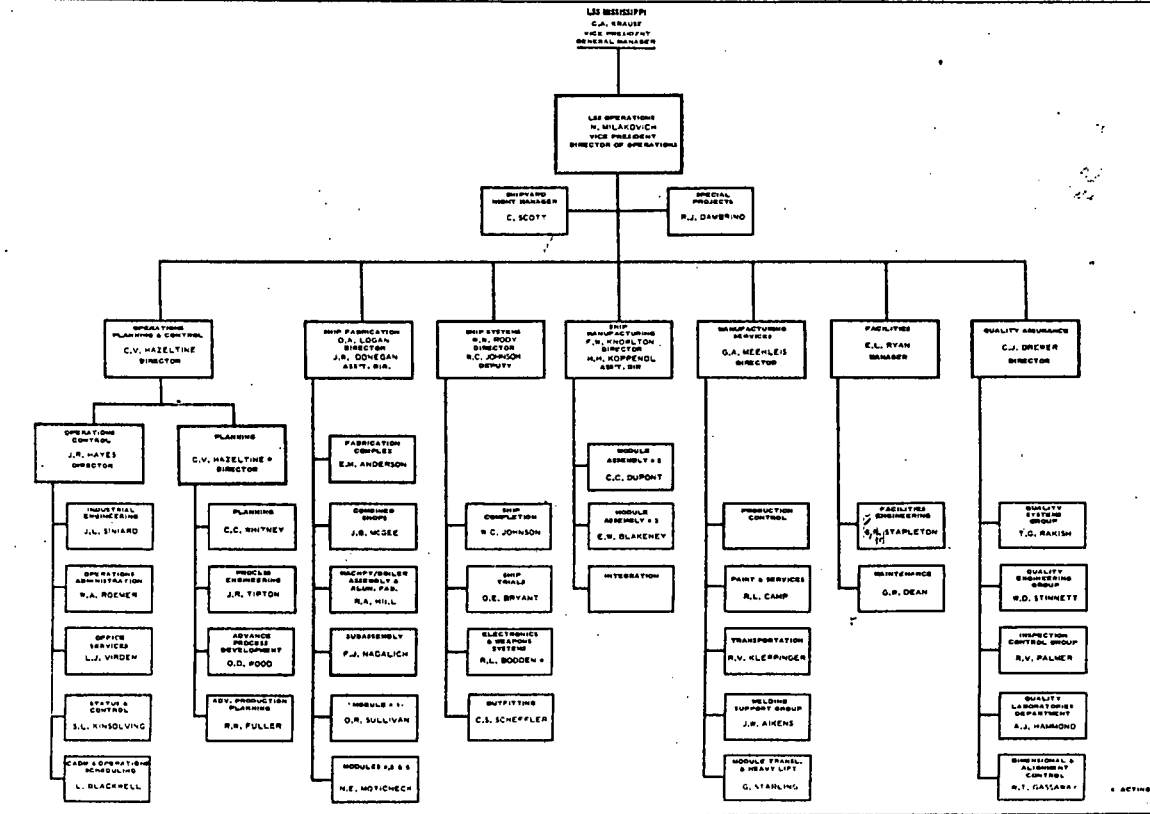 LSS MISSISSIPPI
C.A. KRAUSE
VICE PRESIDENT
GENERAL MANAGER
LSS OPERATIONS
N. MILAKOVICH
VICE PRESIDENT
DIRECTOR OF OPERATIONS
SHIPYARD
NIGHT MANAGER
C. SCOTT
SPECIAL
PROJECTS
R.J. DAMBRINO
OPERATIONS
PLANNING & CONTROL
C.V. HAZELTINE
DIRECTOR
SHIP FABRICATION
O.A. LOGAN
DIRECTOR
J.R. DONEGAN
ASS'T. DIR.
SHIP SYSTEMS
DIRECTOR
W.C. JOHNSON
DEPUTY
SHIP
MANUFACTURING
F.W. KNOWLTON
DIRECTOR
H.H. KOPPENOL
ASS'T. DIR
MANUFACTURING
SERVICES
G.A. MEEHLEIS
DIRECTOR
FACILITIES
E.L. RYAN
MANAGER
QUALITY ASSURANCE
C.J. DREWER
DIRECTOR
OPERATIONS
CONTROL
J.R. HAYES
DIRECTOR
PLANNING
C.V. HAZELTINE *
DIRECTOR
INDUSTRIAL
ENGINEERING
J.L. SINIARD
OPERATIONS
ADMINISTRATION
W.A. ROEMER
OFFICE
SERVICES
L.J. VIRDEN
STATUS &
CONTROL
S.L. KINSOLVING
CADM & OPERATIONS
SCHEDULING
L. BLACKWELL
PLANNING
C.C. WHITNEY
PROCESS
ENGINEERING
J.R. TIPTON
ADVANCE
PROCESS
DEVELOPMENT
ADV. PRODUCTION
PLANNING
R.R. FULLER
FABRICATION
COMPLEX
E.M. ANDERSON
COMBINED
SHOPS
J.B. MCGEE
ASSEMBLY &
ALUM. FAB.
R.A. HILL
SUBASSEMBLY
F.J. NADALICH
O.R. SULLIVAN
N.E. MOTICHECK
SHIP
COMPLETION
W.C. JOHNSON
SHIP
TRIALS
O.E. BRYANT
ELECTRONICS
& WEAPONS
SYSTEMS
R.L. BODDEN *
OUTFITTING
C.S. SCHEFFLER
MODULE
C.C. DUPONT
MODULE
E.W. BLAKENEY
INTEGRATION
PRODUCTION
CONTROL
PAINT & SERVICES
R.L. CAMP
TRANSPORTATION
R.V. KLEPPINGER
WELDING
SUPPORT GROUP
J.W. AIKENS
MODULE TRANSL.
& HEAVY LIFT
G. STARLING
FACILITIES
ENGINEERING
STAPLETON
MAINTENANCE
DEAN
QUALITY
SYSTEMS
GROUP
T.G. RAKISH
QUALITY
ENGINEERING
GROUP
W.D. STINNETT
INSPECTION
CONTROL GROUP
R.V. PALMER
QUALITY
LABORATORIES
DEPARTMENT
A.J. HAMMOND
DIMENSIONAL &
ALIGNMENT
CONTROL
W.T. GASSAWAY
* ACTING